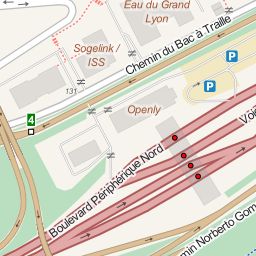 Eau du Grand
Lyon
Sogelink /
ISS
Chemin du Bac à Traille
P
131
P
Openly
4
Boulevard Périphérique Nord